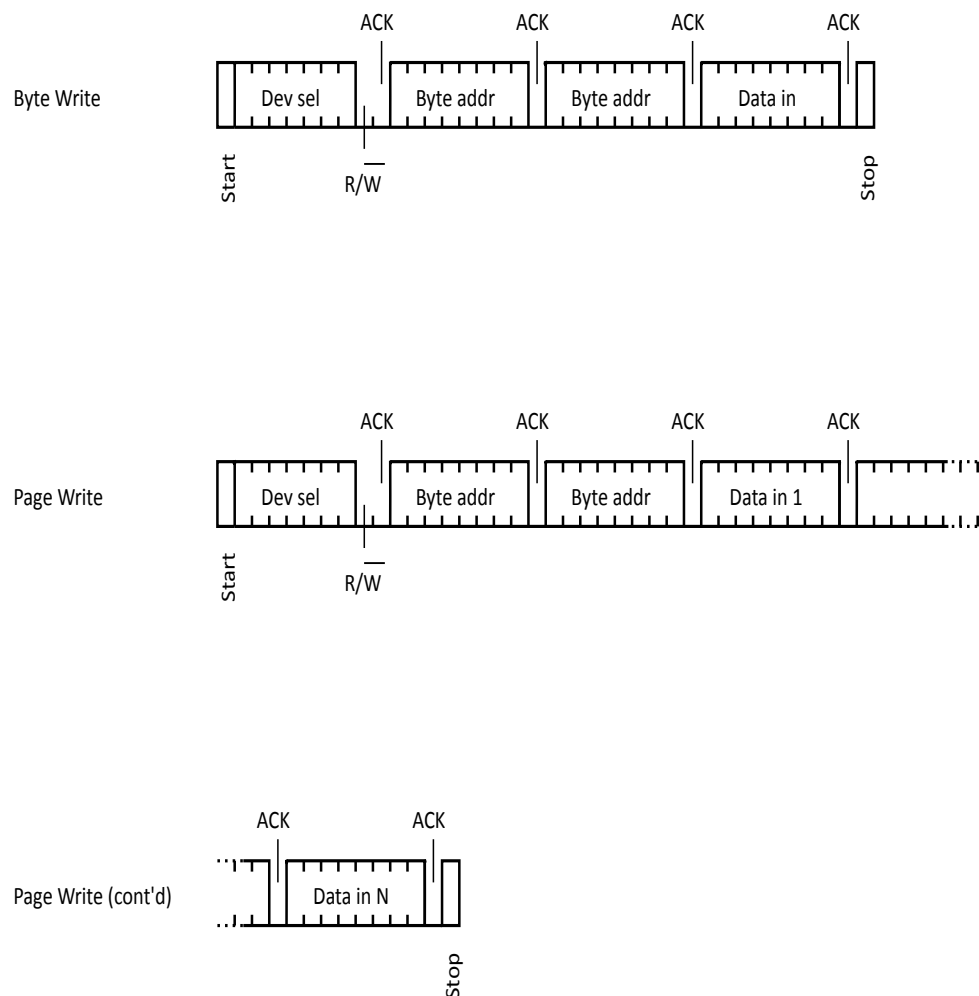 ACK ACK ACK ACK
Byte Write Dev sel Byte addr Byte addr Data in
Start R/W̅ Stop
ACK ACK ACK ACK
Page Write Dev sel Byte addr Byte addr Data in 1
Start R/W̅
ACK ACK
Page Write (cont'd) Data in N
Stop